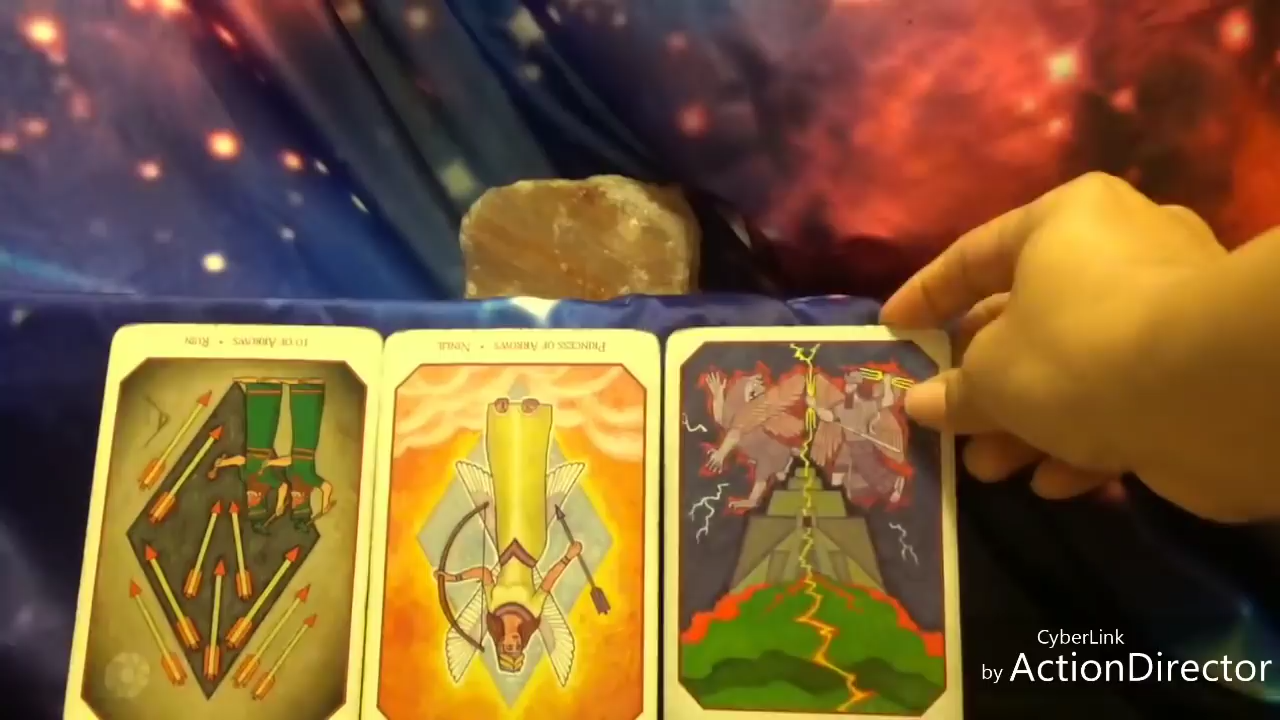 10 OF ARROWS • RUIN
PRINCESS OF ARROWS • NINLIL
CyberLink
by ActionDirector